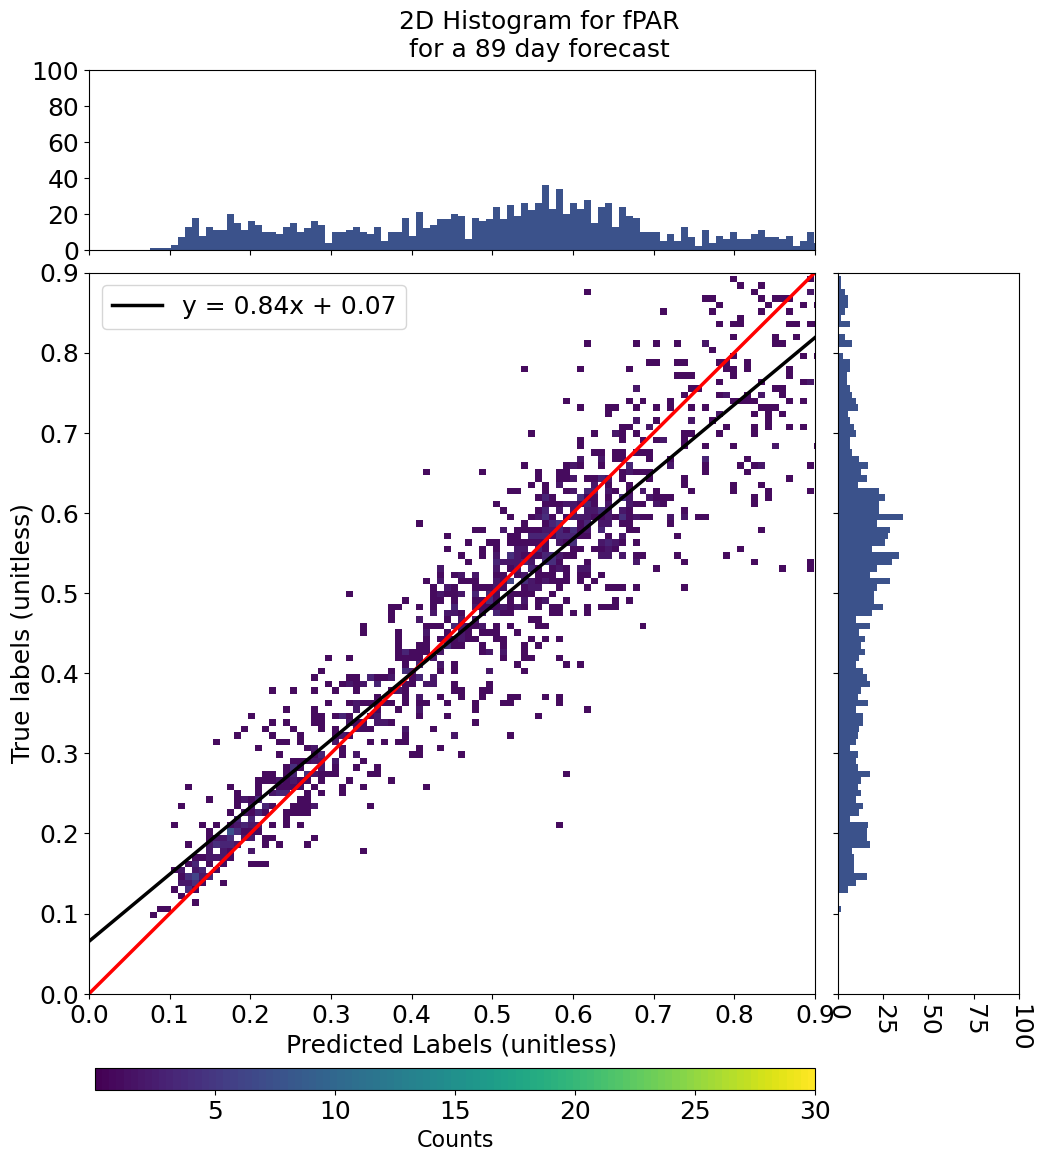 2D Histogram for fPAR
for a 89 day forecast
100
80
60
40
20
0
0.9
0.8
0.7
0.6
0.5
0.4
0.3
0.2
0.1
0.0
True labels (unitless)
y = 0.84x + 0.07
0.0 0.1 0.2 0.3 0.4 0.5 0.6 0.7 0.8 0.9
Predicted Labels (unitless)
0 25 50 75 100
5 10 15 20 25 30
Counts